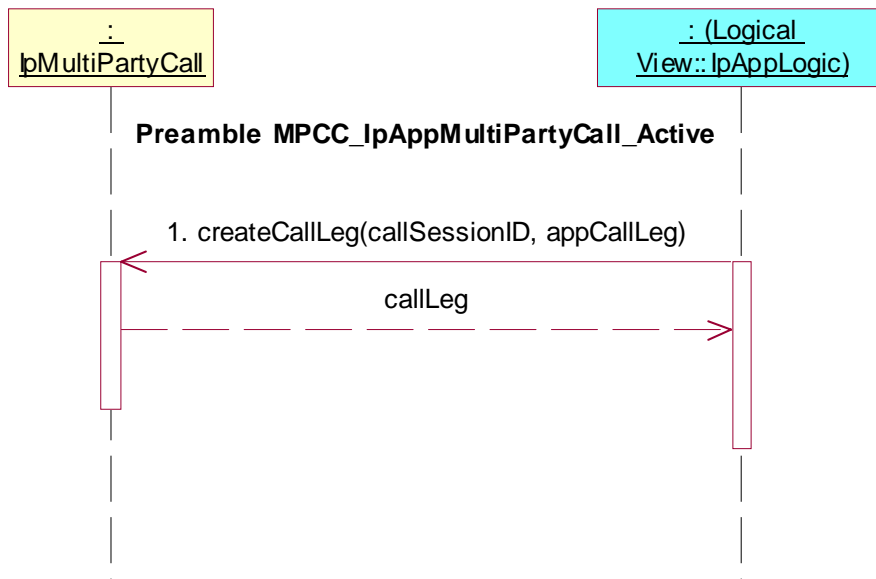 :
IpMultiPartyCall
: (Logical
View::IpAppLogic)
Preamble MPCC_IpAppMultiPartyCall_Active
1. createCallLeg(callSessionID, appCallLeg)
callLeg